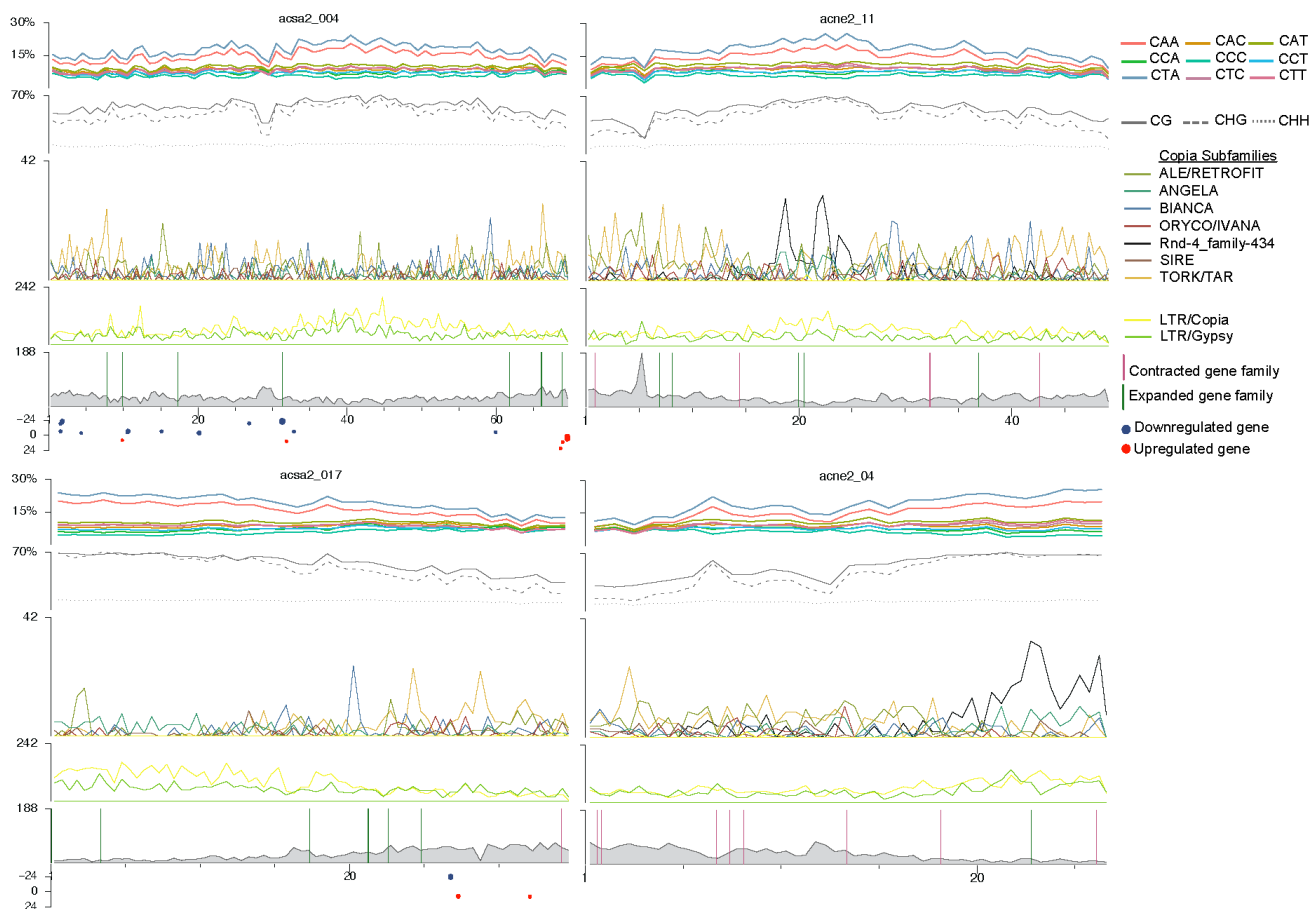 acsa2_004
acne2_11
30%
15%
70%
42
242
188
1
20
40
60
1
20
40
−24
0
24
CAA CAC CAT
CCA CCC CCT
CTA CTC CTT
CG CHG CHH
Copia Subfamilies
ALE/RETROFIT
ANGELA
BIANCA
ORYCO/IVANA
Rnd-4_family-434
SIRE
TORK/TAR
LTR/Copia
LTR/Gypsy
Contracted gene family
Expanded gene family
Downregulated gene
Upregulated gene
acsa2_017
acne2_04
30%
15%
70%
42
242
188
1
20
1
20
−24
0
24